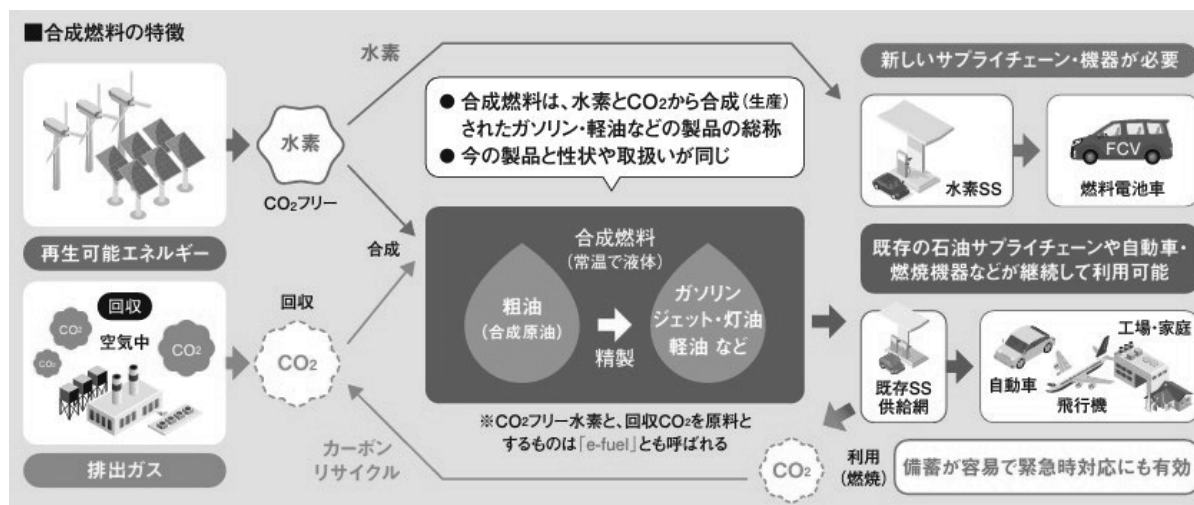 ■合成燃料の特徴
再生可能エネルギー
水素
CO2フリー
水素
回収
空気中
CO2
CO2
CO2
排出ガス
回収
CO2
合成
カーボン
リサイクル
● 合成燃料は、水素とCO2から合成(生産)
されたガソリン・軽油などの製品の総称
● 今の製品と性状や取扱いが同じ
合成燃料
(常温で液体)
粗油
(合成原油)
精製
ガソリン
ジェット・灯油
軽油 など
※CO2フリー水素と、回収CO2を原料と
するものは「e-fuel」とも呼ばれる
新しいサプライチェーン・機器が必要
水素SS
FCV
燃料電池車
既存の石油サプライチェーンや自動車・
燃焼機器などが継続して利用可能
既存SS
供給網
自動車
飛行機
工場・家庭
CO2
利用
(燃焼)
備蓄が容易で緊急時対応にも有効